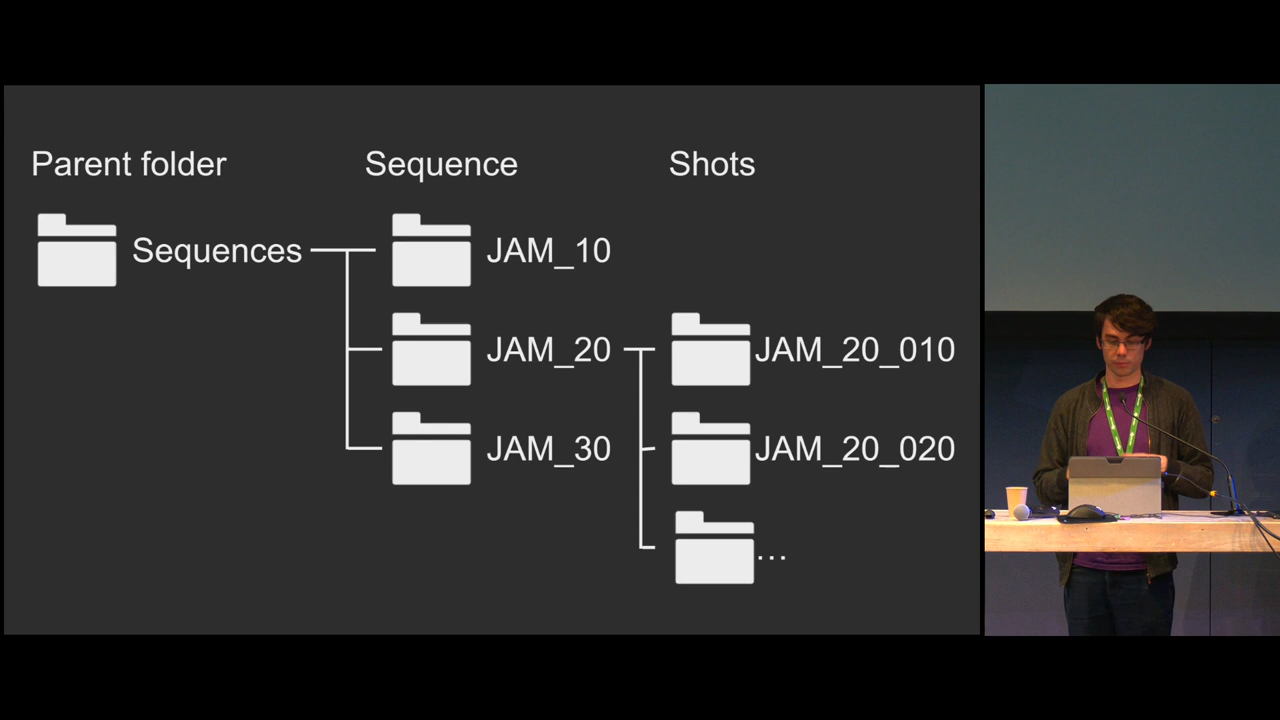 Parent folder
Sequence
Shots
Sequences
JAM_10
JAM_20
JAM_20_010
JAM_30
JAM_20_020
...